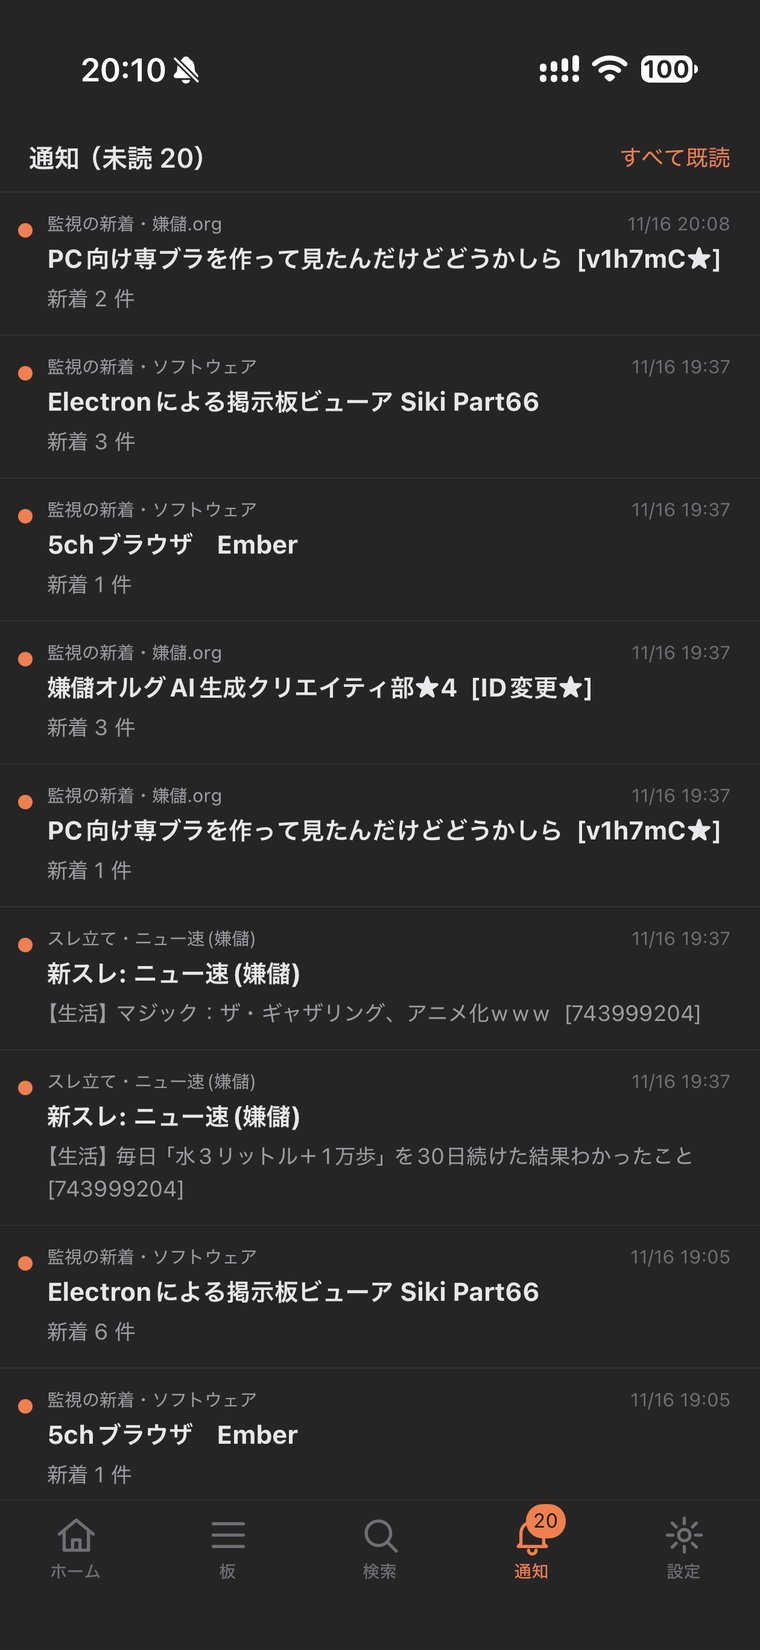 20:10
100
通知（未読 20）
すべて既読
監視の新着・嫌儲.org
11/16 20:08
PC向け専ブラを作って見たんだけどどうかしら [v1h7mC★]
新着 2 件
監視の新着・ソフトウェア
11/16 19:37
Electronによる掲示板ビューア Siki Part66
新着 3 件
監視の新着・ソフトウェア
11/16 19:37
5chブラウザ　Ember
新着 1 件
監視の新着・嫌儲.org
11/16 19:37
嫌儲オルグAI生成クリエイティ部★4 [ID変更★]
新着 3 件
監視の新着・嫌儲.org
11/16 19:37
PC向け専ブラを作って見たんだけどどうかしら [v1h7mC★]
新着 1 件
スレ立て・ニュー速(嫌儲)
11/16 19:37
新スレ: ニュー速(嫌儲)
【生活】マジック：ザ・ギャザリング、アニメ化ｗｗｗ [743999204]
スレ立て・ニュー速(嫌儲)
11/16 19:37
新スレ: ニュー速(嫌儲)
【生活】毎日「水３リットル＋１万歩」を30日続けた結果わかったこと
[743999204]
監視の新着・ソフトウェア
11/16 19:05
Electronによる掲示板ビューア Siki Part66
新着 6 件
監視の新着・ソフトウェア
11/16 19:05
5chブラウザ　Ember
新着 1 件
20
ホーム
板
検索
通知
設定